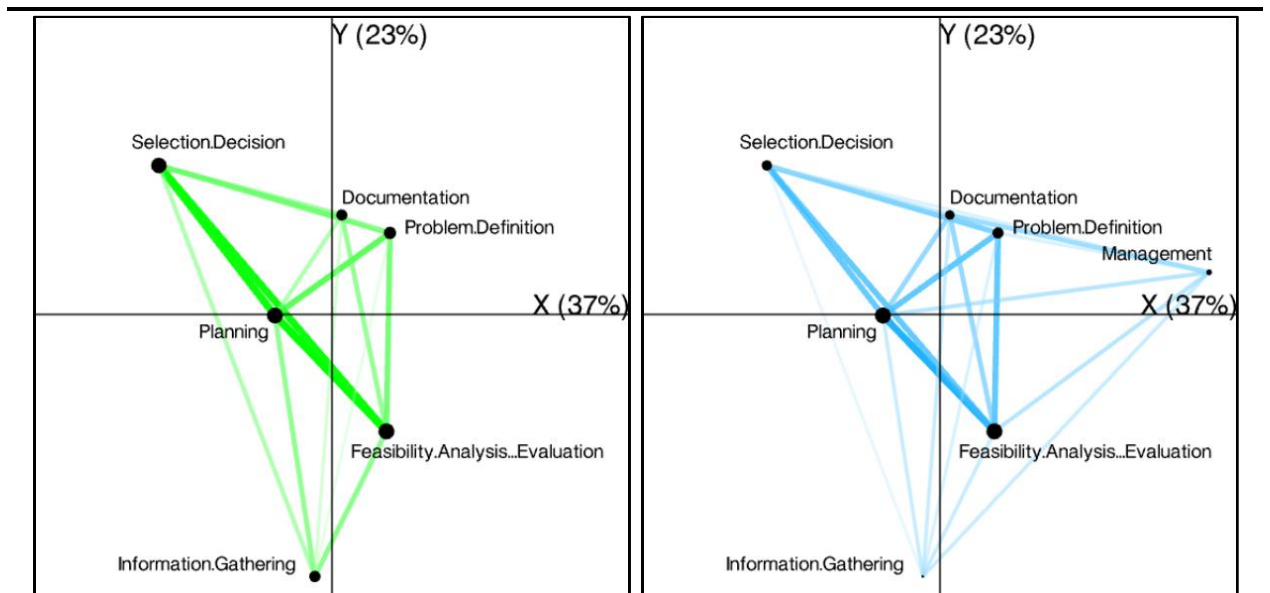 Y (23%)
Selection.Decision
Documentation
Problem.Definition
X (37%)
Planning
Feasibility.Analysis...Evaluation
Information.Gathering
Y (23%)
Selection.Decision
Documentation
Problem.Definition
Management
X (37%)
Planning
Feasibility.Analysis...Evaluation
Information.Gathering